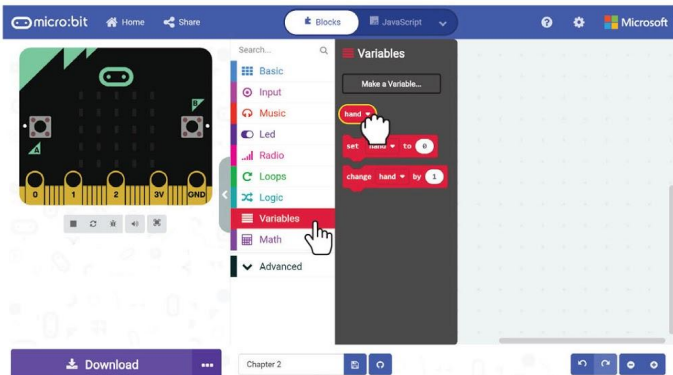 micro:bit
Home
Share
Blocks
JavaScript
Microsoft
Search...
Basic
Input
Music
Led
Radio
Loops
Logic
Variables
Math
Advanced
Variables
Make a Variable...
hand
set hand to 0
change hand by 1
B
A
0 1 2 3V GND
Download
Chapter 2